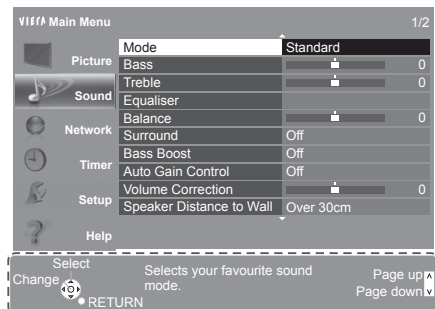 VIErA Main Menu 1/2
Picture
Sound
Network
Timer
Setup
Help
Mode Standard
Bass 0
Treble 0
Equaliser
Balance 0
Surround Off
Bass Boost Off
Auto Gain Control Off
Volume Correction 0
Speaker Distance to Wall Over 30cm
Select
Change
RETURN
Selects your favourite sound
mode.
Page up
Page down